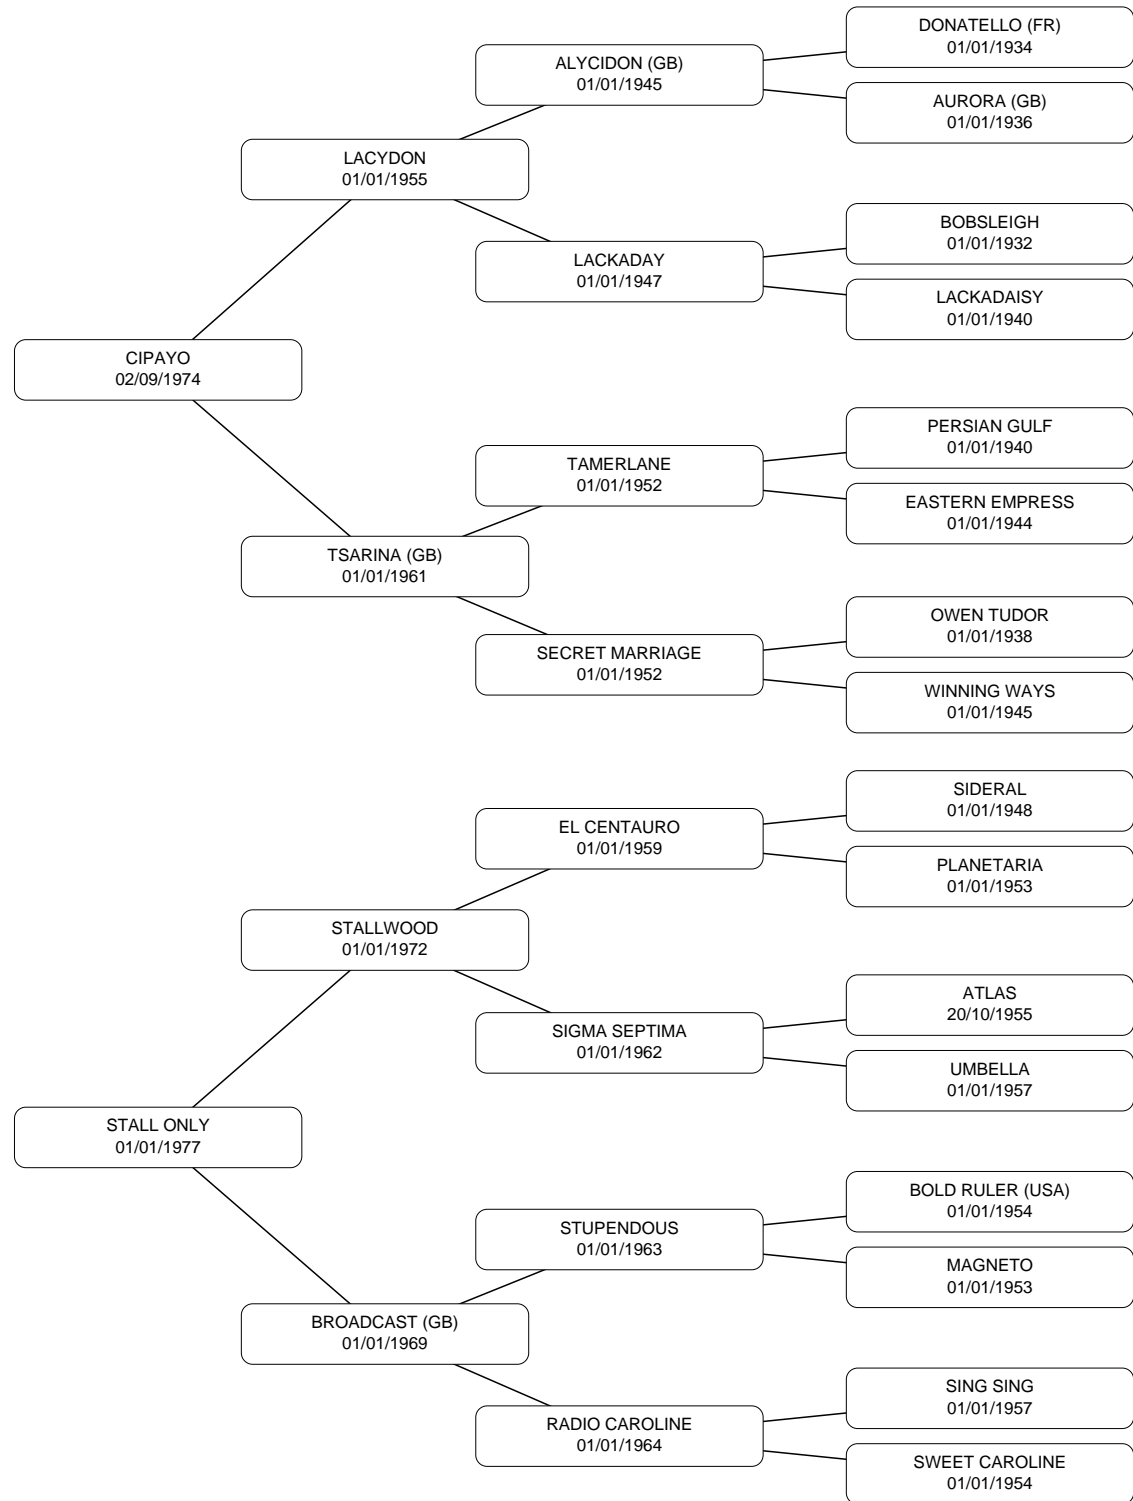 DONATELLO (FR)
01/01/1934
ALYCIDON (GB)
01/01/1945
AURORA (GB)
01/01/1936
LACYDON
01/01/1955
BOBSLEIGH
01/01/1932
LACKADAY
01/01/1947
LACKADAISY
01/01/1940
CIPAYO
02/09/1974
PERSIAN GULF
01/01/1940
TAMERLANE
01/01/1952
EASTERN EMPRESS
01/01/1944
TSARINA (GB)
01/01/1961
OWEN TUDOR
01/01/1938
SECRET MARRIAGE
01/01/1952
WINNING WAYS
01/01/1945
SIDERAL
01/01/1948
EL CENTAURO
01/01/1959
PLANETARIA
01/01/1953
STALLWOOD
01/01/1972
ATLAS
20/10/1955
SIGMA SEPTIMA
01/01/1962
UMBELLA
01/01/1957
STALL ONLY
01/01/1977
BOLD RULER (USA)
01/01/1954
STUPENDOUS
01/01/1963
MAGNETO
01/01/1953
BROADCAST (GB)
01/01/1969
SING SING
01/01/1957
RADIO CAROLINE
01/01/1964
SWEET CAROLINE
01/01/1954